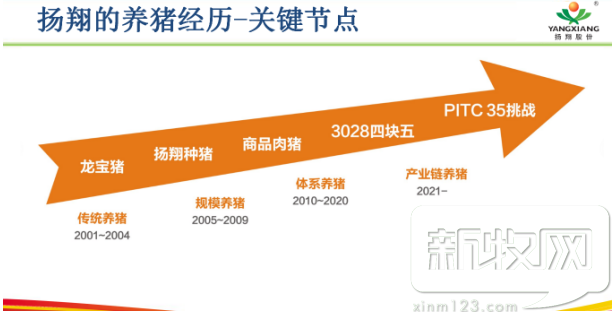 扬翔的养猪经历-关键节点
®
YANGXIANG
扬翔股份
龙宝猪
扬翔种猪
商品肉猪
3028四块五
PITC 35挑战
传统养猪
2001~2004
规模养猪
2005~2009
体系养猪
2010~2020
产业链养猪
2021-
新牧网
xinm123.com